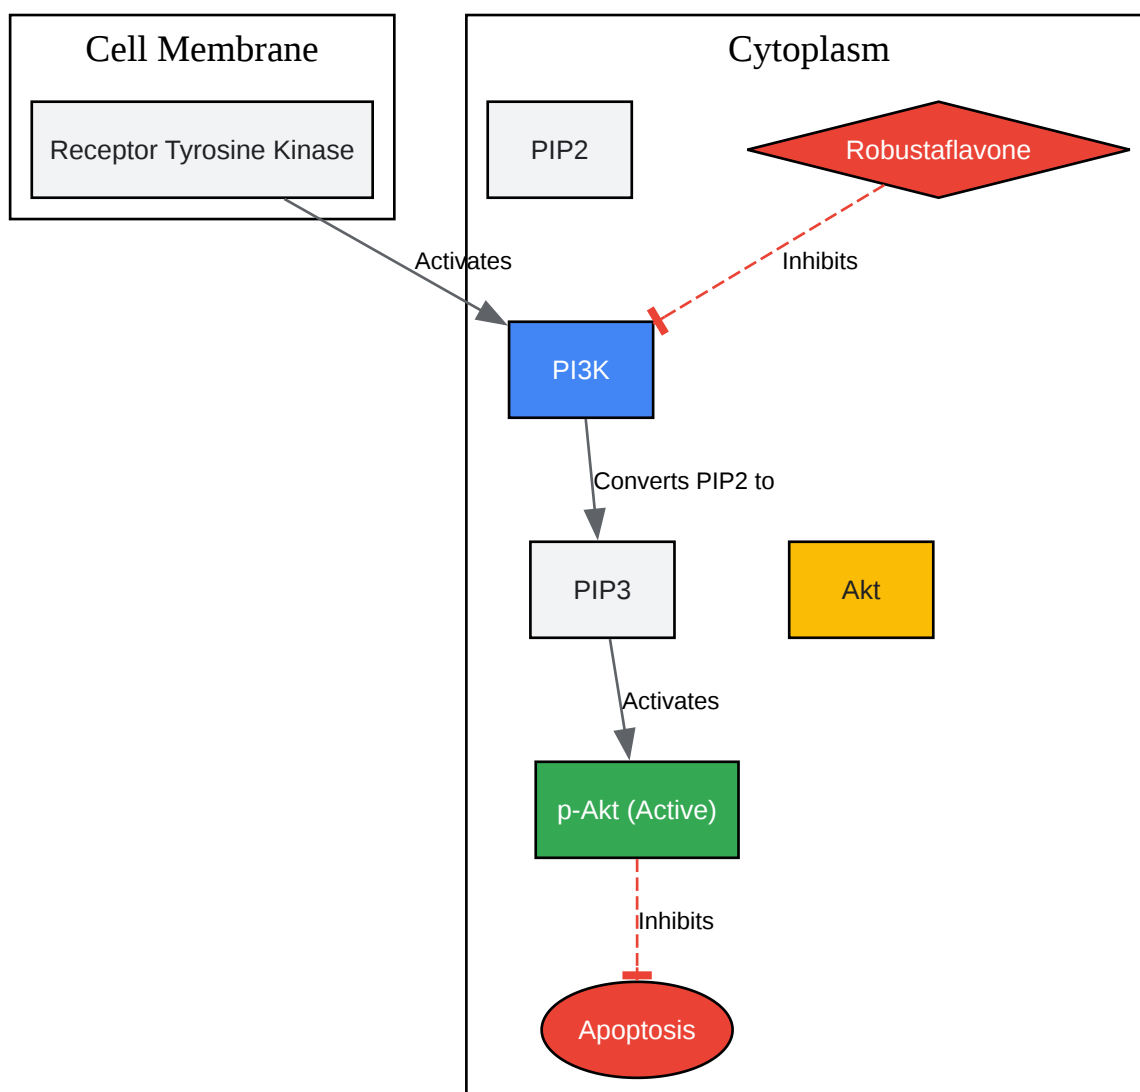 Cell Membrane
Cytoplasm
Receptor Tyrosine Kinase
PIP2
Robustaflavone
Activates
Inhibits
PI3K
Converts PIP2 to
PIP3
Akt
Activates
p-Akt (Active)
Inhibits
Apoptosis